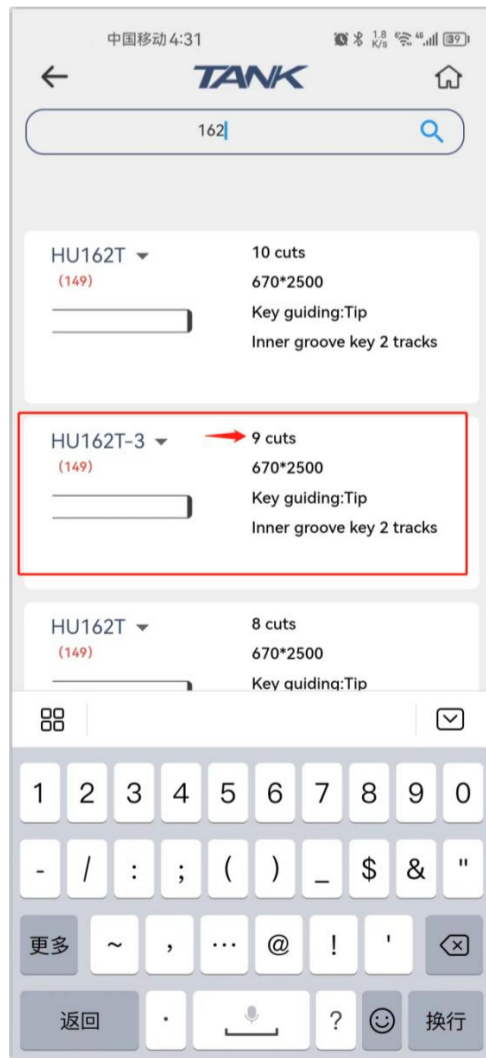 中国移动 4:31
1.8 K/s
46
39
TANK
162
HU162T
(149)
10 cuts
670*2500
Key guiding:Tip
Inner groove key 2 tracks
HU162T-3
(149)
9 cuts
670*2500
Key guiding:Tip
Inner groove key 2 tracks
HU162T
(149)
8 cuts
670*2500
Key guiding:Tip
1 2 3 4 5 6 7 8 9 0
- / : ; ( ) _ $ & "
更多 ~ , … @ ! '
返回 · ? 换行